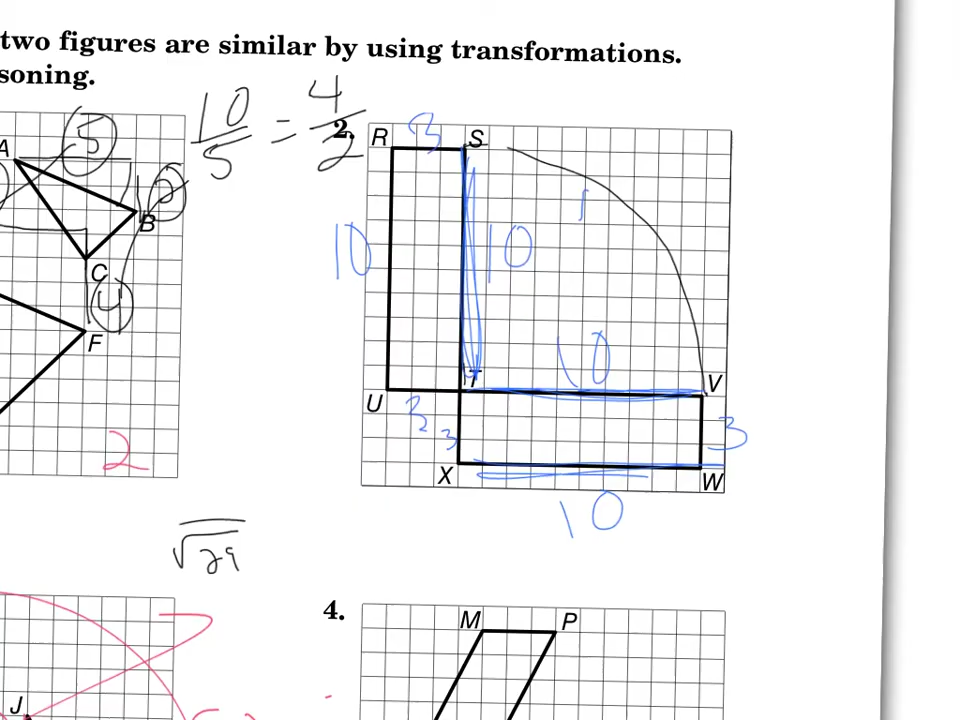 two figures are similar by using transformations.
soning.
10/5 = 4/2
2.
R 3 S
A 5
B
10 10
C
4
F
T 10 V
U 3 3 3
X W
2
10
√29
4.
M P
J